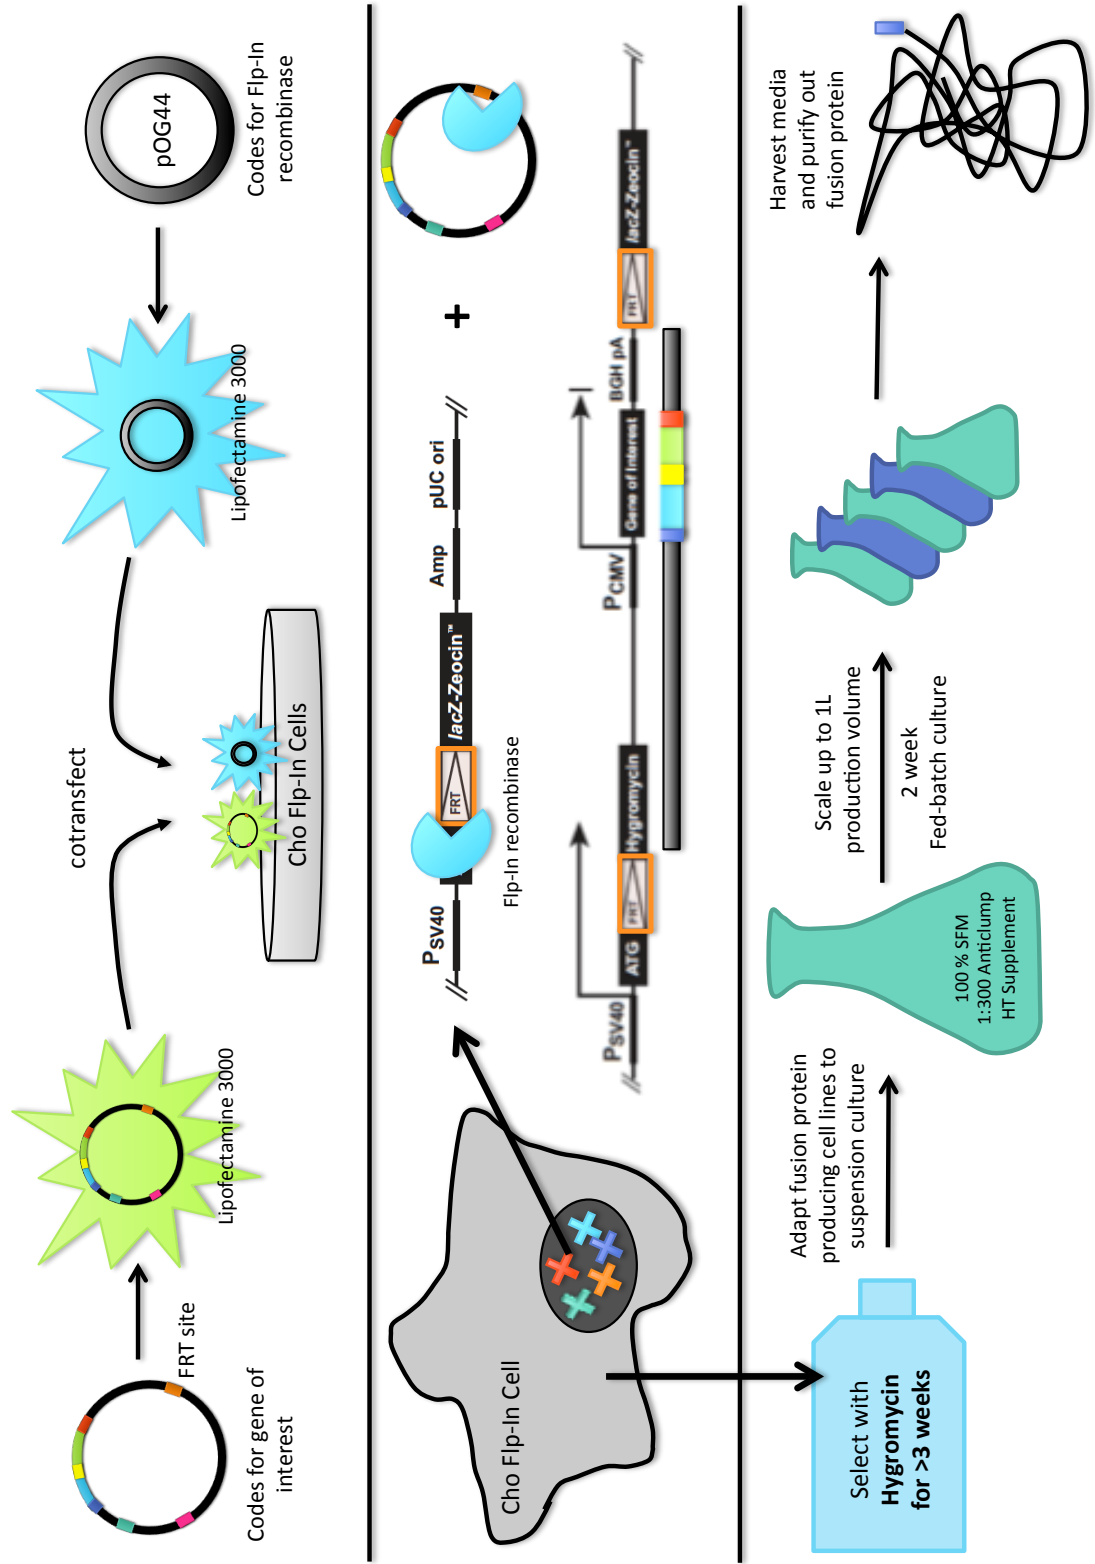 Codes for gene of
interest
FRT site
Lipofectamine 3000
cotransfect
Cho Flp-In Cells
Lipofectamine 3000
pOG44
Codes for Flp-In
recombinase
Cho Flp-In Cell
PSV40
FRT
lacZ-Zeocin™
Amp
pUC ori
Flp-In recombinase
+
PSV40
ATG
FRT
Hygromycin
PCMV
Gene of Interest
BGH pA
FRT
lacZ-Zeocin™
Select with
Hygromycin
for >3 weeks
Adapt fusion protein
producing cell lines to
suspension culture
100 % SFM
1:300 Anticlump
HT Supplement
Scale up to 1L
production volume
2 week
Fed-batch culture
Harvest media
and purify out
fusion protein